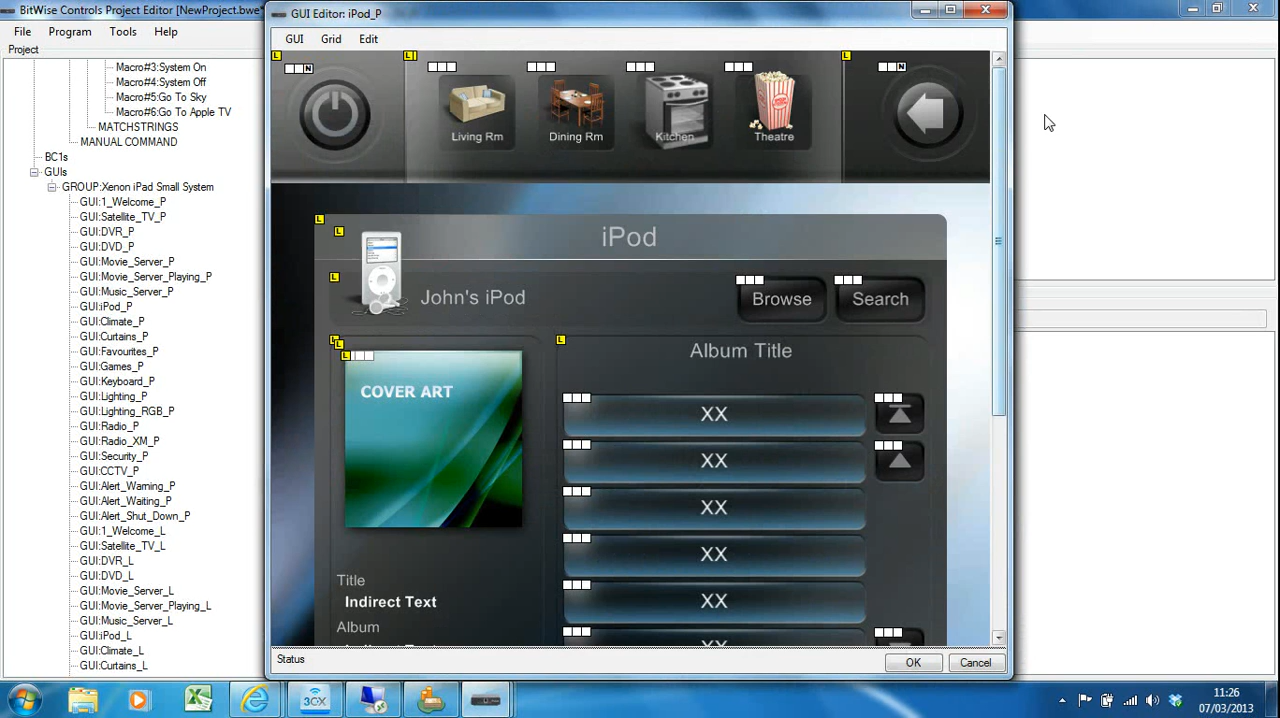 BitWise Controls Project Editor [NewProject.bwe*
File Program Tools Help
Project
Macro#3:System On
Macro#4:System Off
Macro#5:Go To Sky
Macro#6:Go To Apple TV
MATCHSTRINGS
MANUAL COMMAND
BC1s
GUIs
GROUP:Xenon iPad Small System
GUI:1_Welcome_P
GUI:Satellite_TV_P
GUI:DVR_P
GUI:DVD_P
GUI:Movie_Server_P
GUI:Movie_Server_Playing_P
GUI:Music_Server_P
GUI:iPod_P
GUI:Climate_P
GUI:Curtains_P
GUI:Favourites_P
GUI:Games_P
GUI:Keyboard_P
GUI:Lighting_P
GUI:Lighting_RGB_P
GUI:Radio_P
GUI:Radio_XM_P
GUI:Security_P
GUI:CCTV_P
GUI:Alert_Warning_P
GUI:Alert_Waiting_P
GUI:Alert_Shut_Down_P
GUI:1_Welcome_L
GUI:Satellite_TV_L
GUI:DVR_L
GUI:DVD_L
GUI:Movie_Server_L
GUI:Movie_Server_Playing_L
GUI:Music_Server_L
GUI:iPod_L
GUI:Climate_L
GUI:Curtains_L
GUI Editor: iPod_P
GUI Grid Edit
L L L
N N
Living Rm Dining Rm Kitchen Theatre
L
L
iPod
L
John's iPod
Browse Search
L L
L
L
Album Title
COVER ART
XX
XX
XX
XX
XX
Title
Indirect Text
Album
Status
OK Cancel
3CX
11:26
07/03/2013